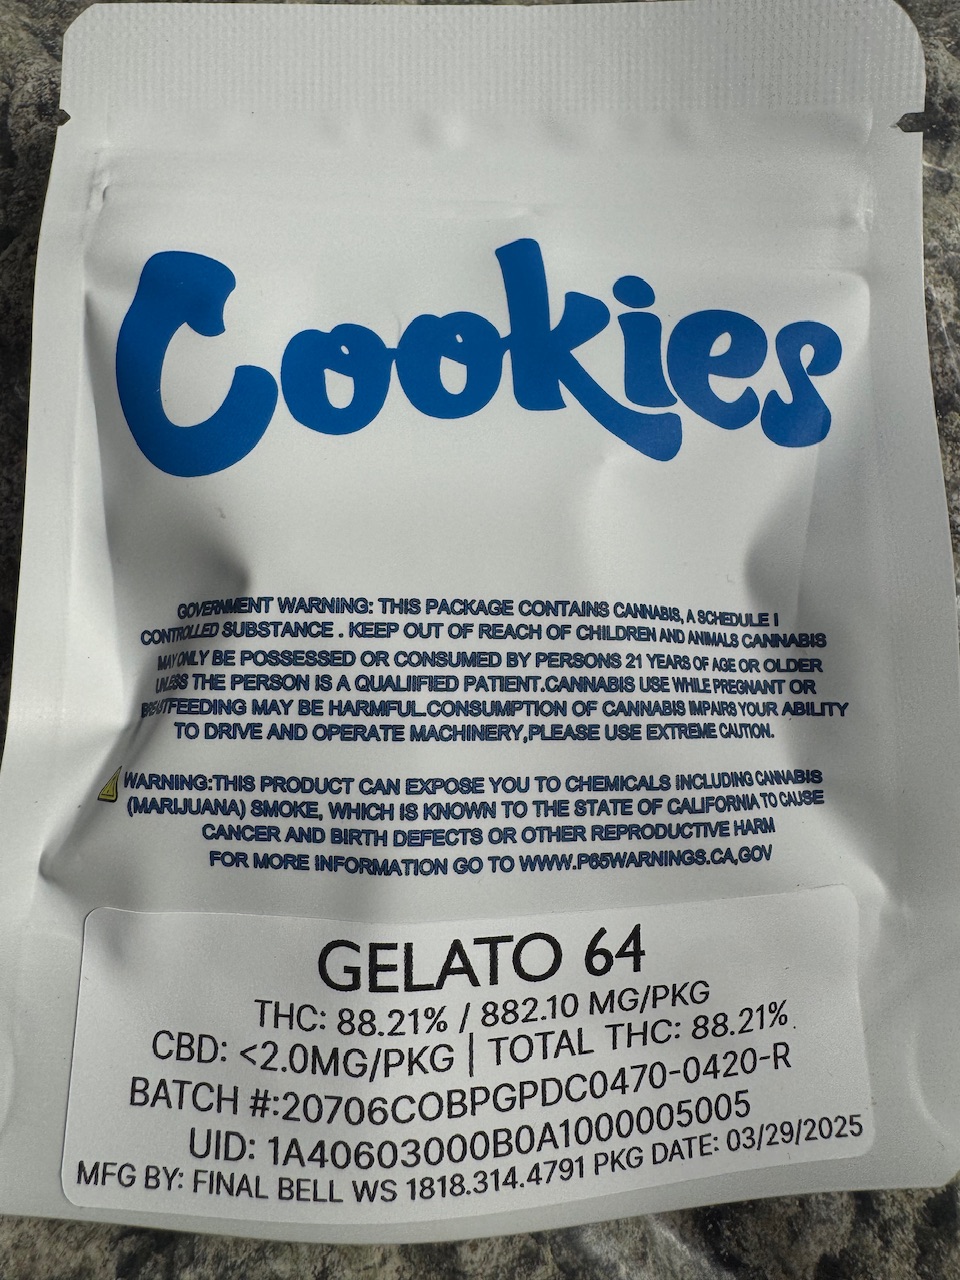 Cookies
GOVERNMENT WARNING: THIS PACKAGE CONTAINS CANNABIS, A SCHEDULE I
CONTROLLED SUBSTANCE . KEEP OUT OF REACH OF CHILDREN AND ANIMALS CANNABIS
MAY ONLY BE POSSESSED OR CONSUMED BY PERSONS 21 YEARS OF AGE OR OLDER
UNLESS THE PERSON IS A QUALIIFIED PATIENT.CANNABIS USE WHILE PREGNANT OR
MAY BE HARMFUL.CONSUMPTION OF CANNABIS IMPAIRS YOUR ABILITY
TO DRIVE AND OPERATE MACHINERY,PLEASE USE EXTREME CAUTION.
WARNING:THIS PRODUCT CAN EXPOSE YOU TO CHEMICALS INCLUDING CANNABIS
(MARIJUANA) SMOKE, WHICH IS KNOWN TO THE STATE OF CALIFORNIA TO CAUSE
CANCER AND BIRTH DEFECTS OR OTHER REPRODUCTIVE HARM
FOR MORE INFORMATION GO TO WWW.P65WARNINGS.CA,GOV
GELATO 64
THC: 88.21% / 882.10 MG/PKG
CBD: <2.0MG/PKG | TOTAL THC: 88.21%
BATCH #:20706COBPGPDC0470-0420-R
UID: 1A40603000B0A1000005005
MFG BY: FINAL BELL WS 1818.314.4791 PKG DATE: 03/29/2025